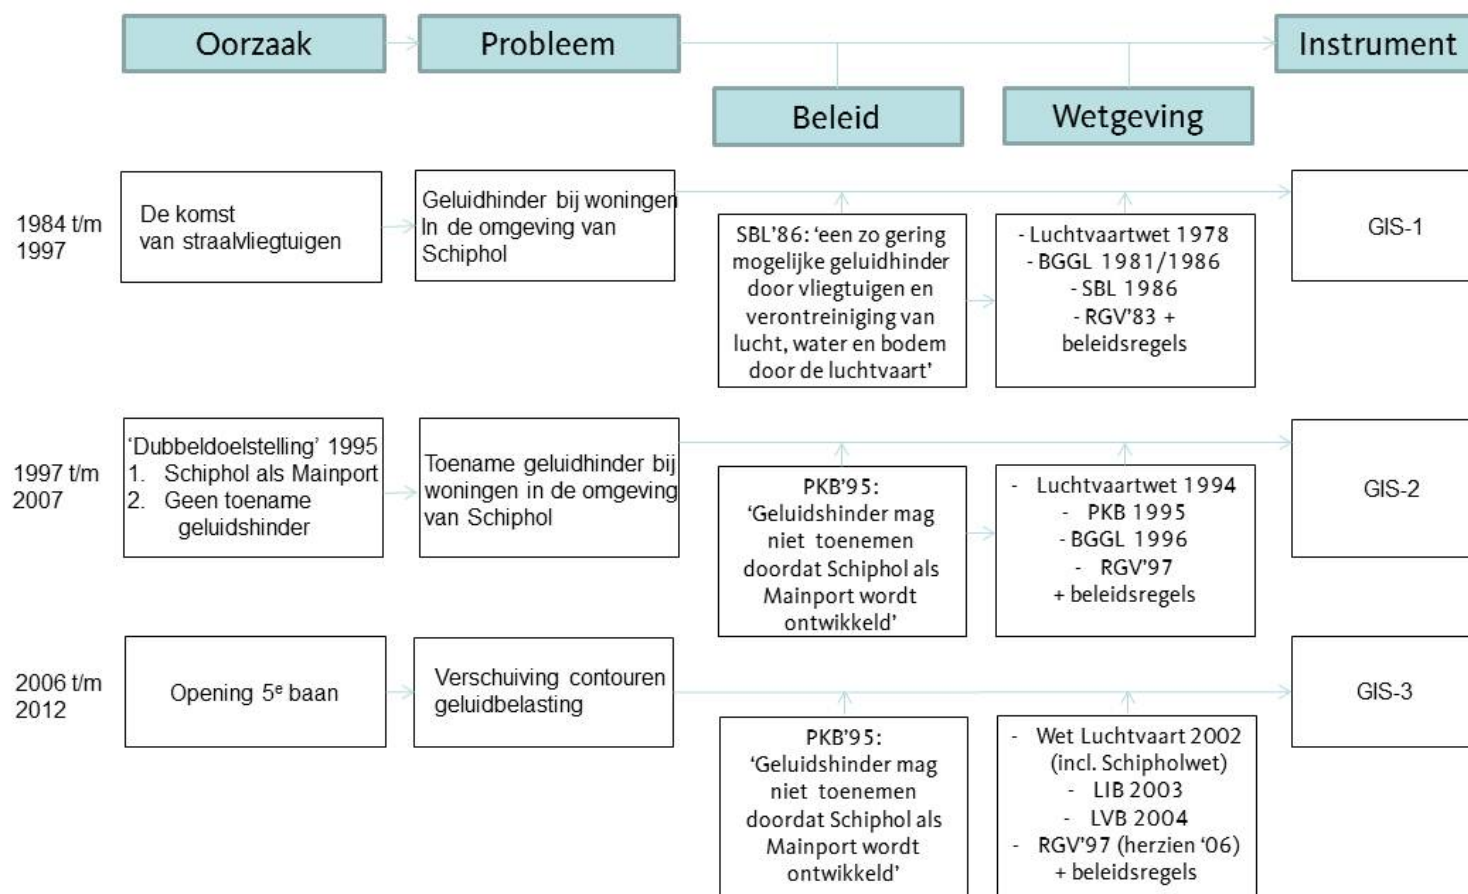 Oorzaak
Probleem
Instrument
Beleid
Wetgeving
1984 t/m
1997
De komst
van straalvliegtuigen
Geluidhinder bij woningen
In de omgeving van
Schiphol
SBL’86: ‘een zo gering
mogelijke geluidhinder
door vliegtuigen en
verontreiniging van
lucht, water en bodem
door de luchtvaart’
- Luchtvaartwet 1978
- BGGL 1981/1986
- SBL 1986
- RGV’83 +
beleidsregels
GIS-1
1997 t/m
2007
‘Dubbeldoelstelling’ 1995
1. Schiphol als Mainport
2. Geen toename
geluidshinder
Toename geluidhinder bij
woningen in de omgeving
van Schiphol
PKB’95:
‘Geluidshinder mag
niet toenemen
doordat Schiphol als
Mainport wordt
ontwikkeld’
- Luchtvaartwet 1994
- PKB 1995
- BGGL 1996
- RGV’97
+ beleidsregels
GIS-2
2006 t/m
2012
Opening 5e baan
Verschuiving contouren
geluidbelasting
PKB’95:
‘Geluidshinder mag
niet toenemen
doordat Schiphol als
Mainport wordt
ontwikkeld’
- Wet Luchtvaart 2002
(incl. Schipholwet)
- LIB 2003
- LVB 2004
- RGV’97 (herzien ‘06)
+ beleidsregels
GIS-3